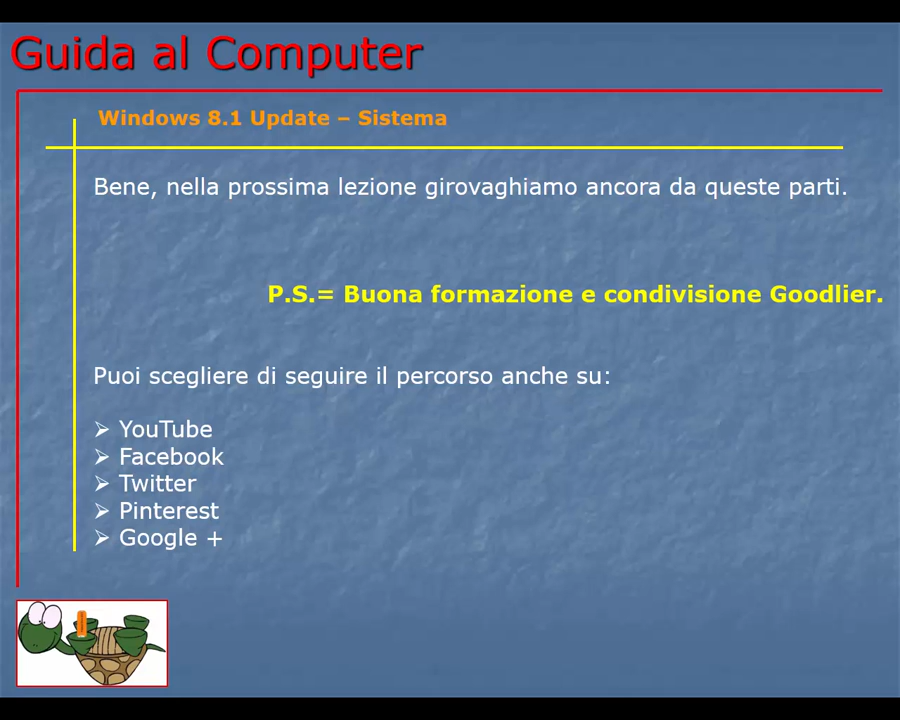 Guida al Computer
Windows 8.1 Update – Sistema
Bene, nella prossima lezione girovaghiamo ancora da queste parti.
P.S.= Buona formazione e condivisione Goodlier.
Puoi scegliere di seguire il percorso anche su:
➢ YouTube
➢ Facebook
➢ Twitter
➢ Pinterest
➢ Google +